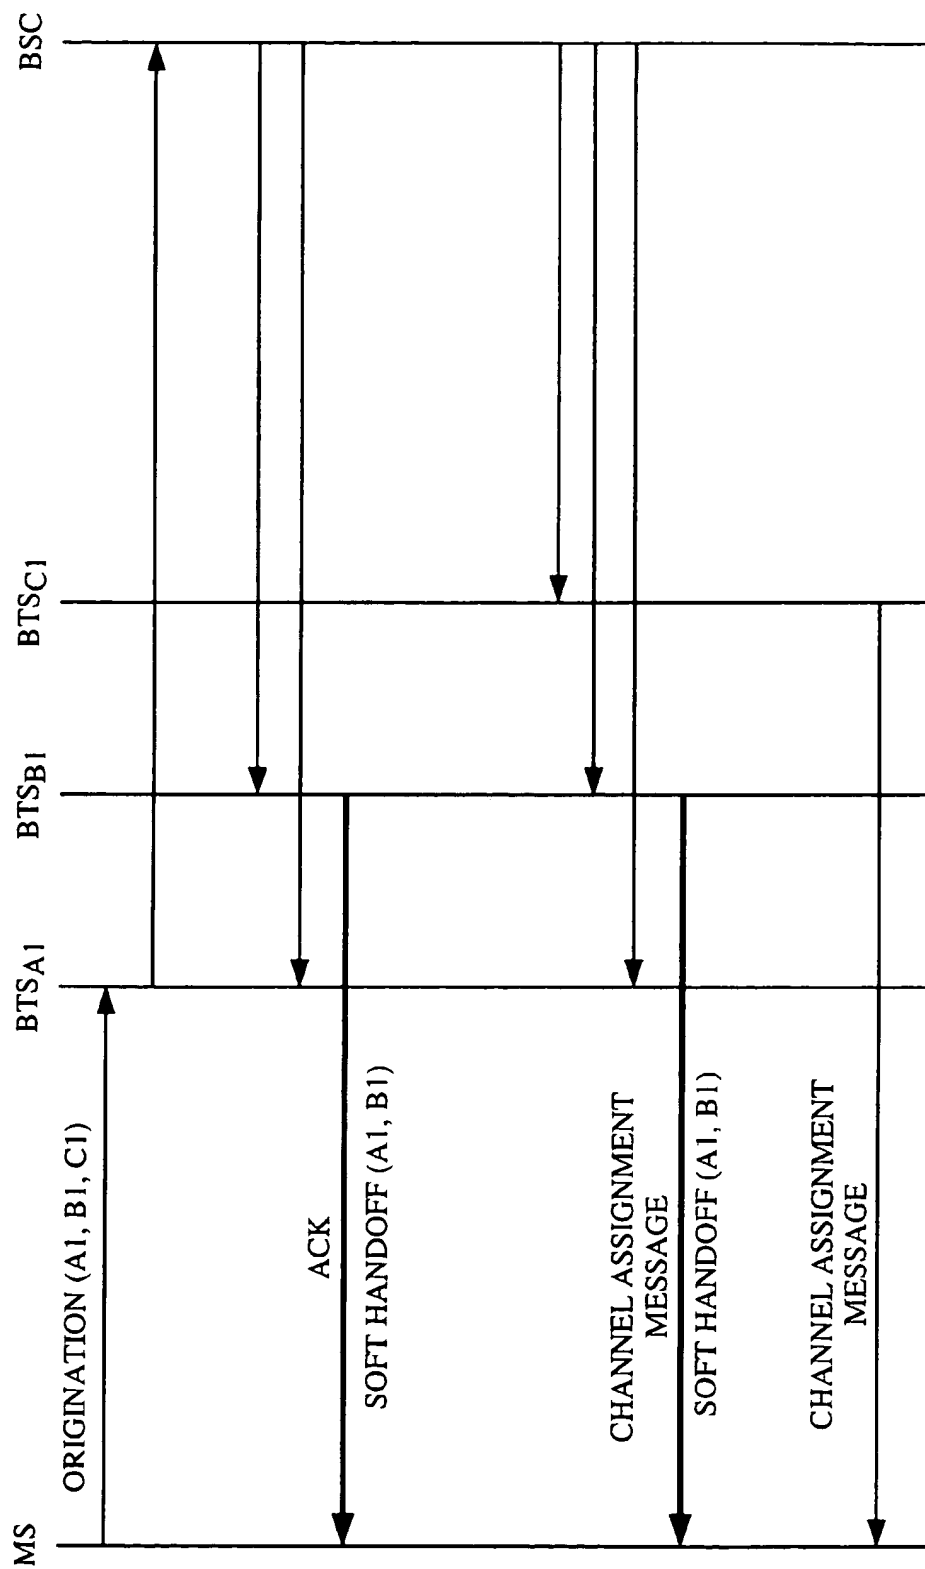 MS
BTSA1
BTSB1
BTSC1
BSC
ORIGINATION (A1, B1, C1)
ACK
SOFT HANDOFF (A1, B1)
CHANNEL ASSIGNMENT
MESSAGE
SOFT HANDOFF (A1, B1)
CHANNEL ASSIGNMENT
MESSAGE